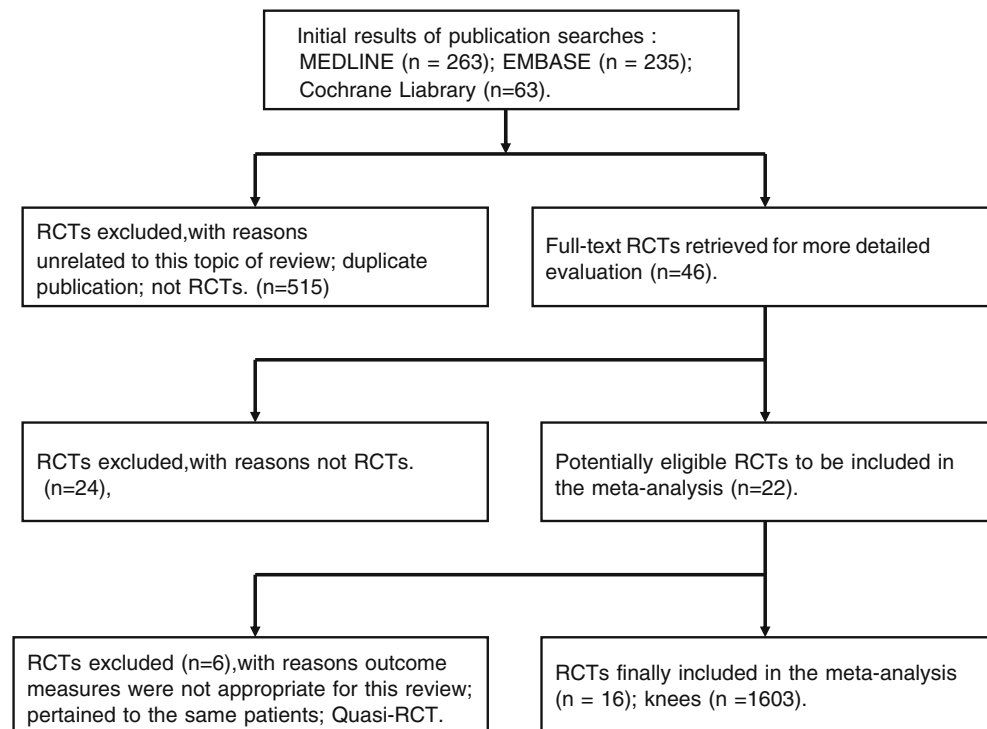 Initial results of publication searches :
MEDLINE (n = 263); EMBASE (n = 235);
Cochrane Liabrary (n=63).
RCTs excluded,with reasons
unrelated to this topic of review; duplicate
publication; not RCTs. (n=515)
Full-text RCTs retrieved for more detailed
evaluation (n=46).
RCTs excluded,with reasons not RCTs.
(n=24),
Potentially eligible RCTs to be included in
the meta-analysis (n=22).
RCTs excluded (n=6),with reasons outcome
measures were not appropriate for this review;
pertained to the same patients; Quasi-RCT.
RCTs finally included in the meta-analysis
(n = 16); knees (n =1603).